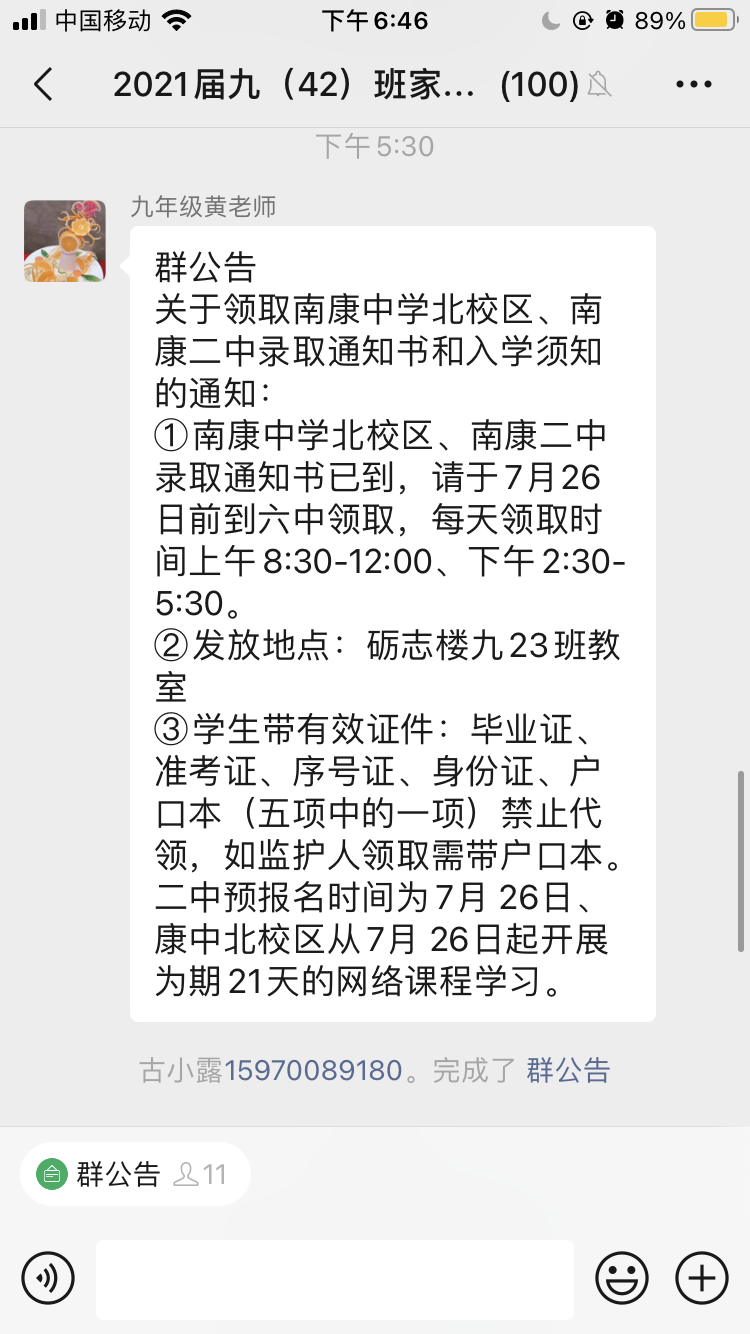 中国移动
下午6:46
89%
2021届九（42）班家... (100)
下午5:30
九年级黄老师
群公告
关于领取南康中学北校区、南
康二中录取通知书和入学须知
的通知：
①南康中学北校区、南康二中
录取通知书已到，请于7月26
日前到六中领取，每天领取时
间上午8:30-12:00、下午2:30-
5:30。
②发放地点：砺志楼九23班教
室
③学生带有效证件：毕业证、
准考证、序号证、身份证、户
口本（五项中的一项）禁止代
领，如监护人领取需带户口本。
二中预报名时间为7月 26日、
康中北校区从7月 26日起开展
为期21天的网络课程学习。
古小露15970089180。完成了 群公告
群公告 11